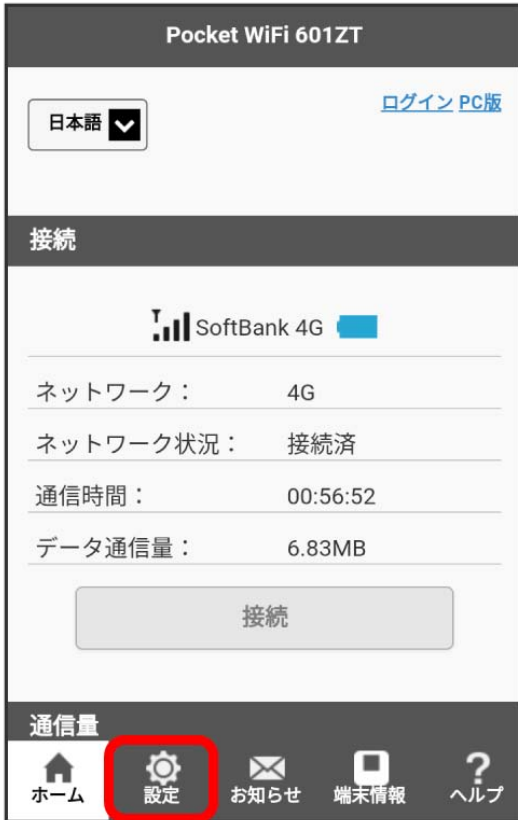 Pocket WiFi 601ZT
ログイン PC版
日本語
接続
SoftBank 4G
ネットワーク： 4G
ネットワーク状況： 接続済
通信時間： 00:56:52
データ通信量： 6.83MB
接続
通信量
ホーム 設定 お知らせ 端末情報 ヘルプ